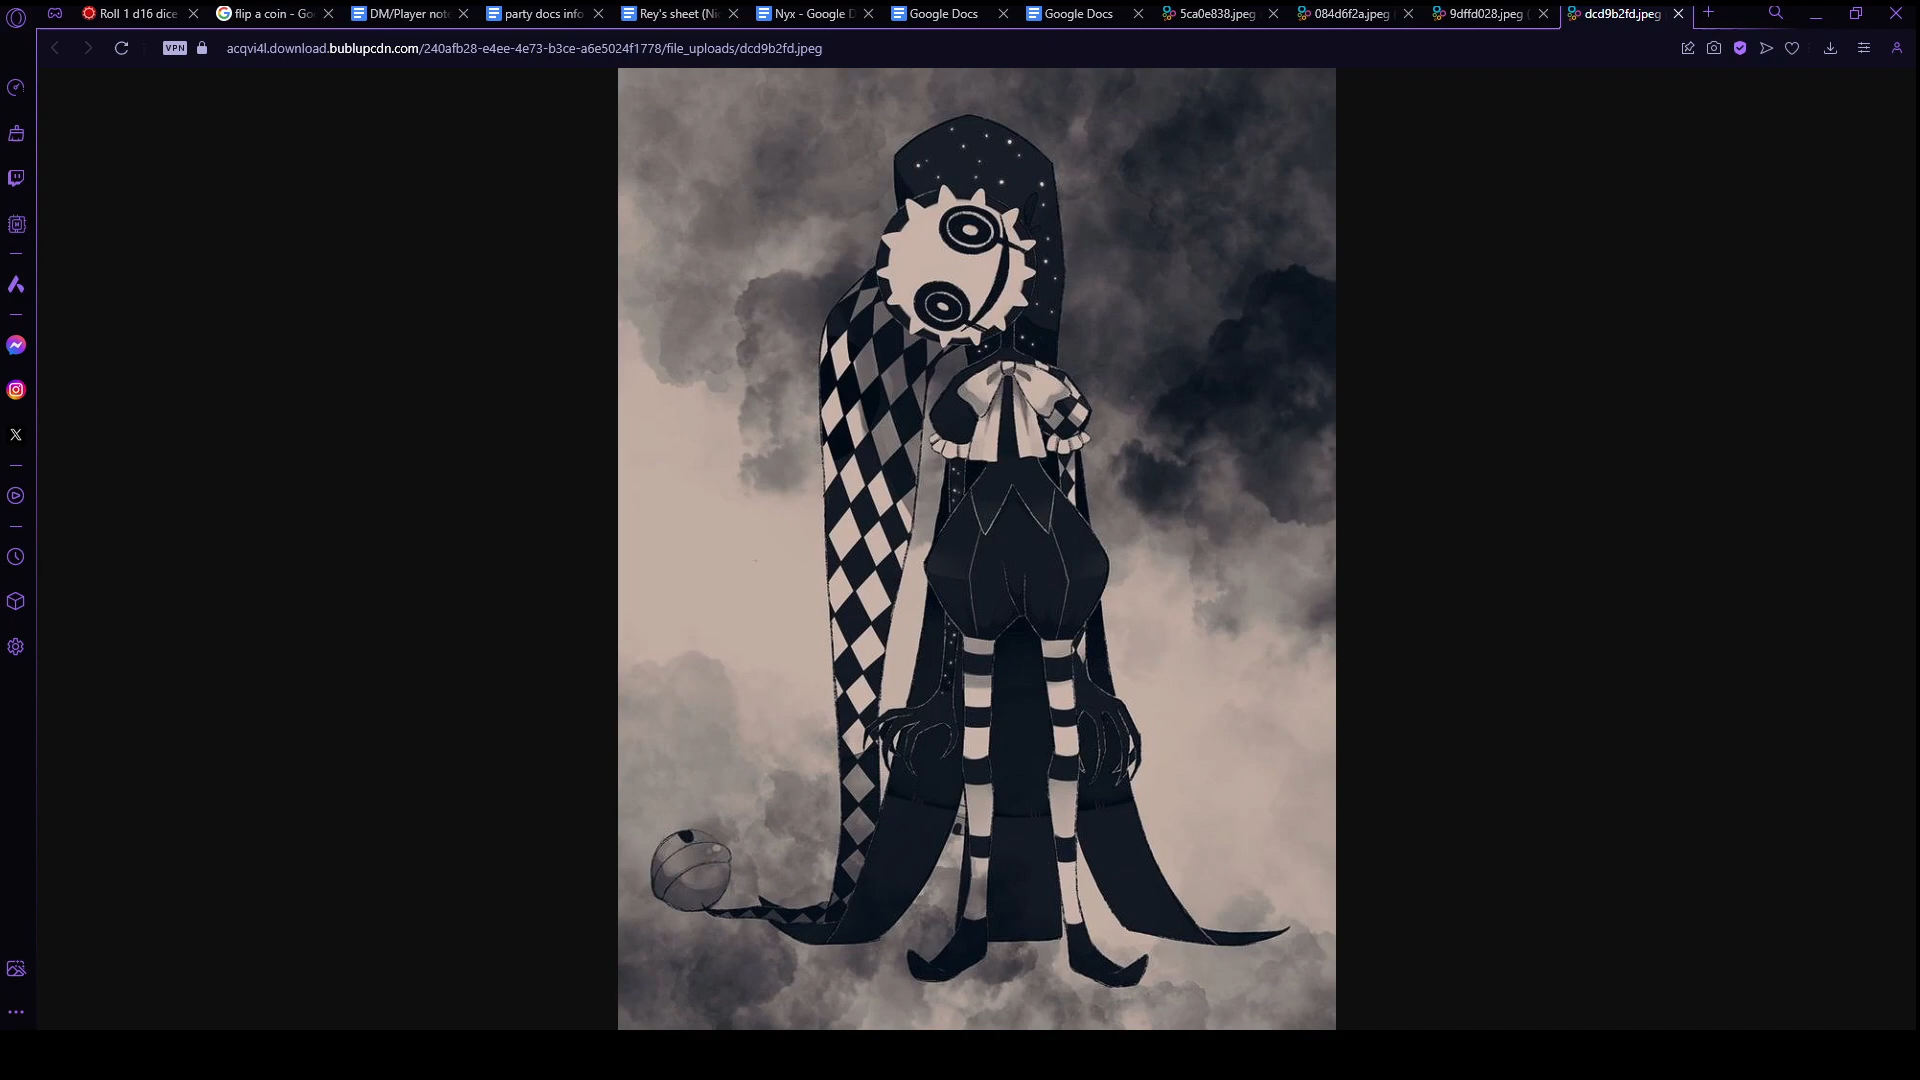 Roll 1 d16 dice
flip a coin - Go
DM/Player note
party docs info
Rey's sheet (Ni
Nyx - Google D
Google Docs
Google Docs
5ca0e838.jpeg
084d6f2a.jpeg
9dffd028.jpeg (
dcd9b2fd.jpeg
VPN
acqvi4l.download.bublupcdn.com/240afb28-e4ee-4e73-b3ce-a6e5024f1778/file_uploads/dcd9b2fd.jpeg